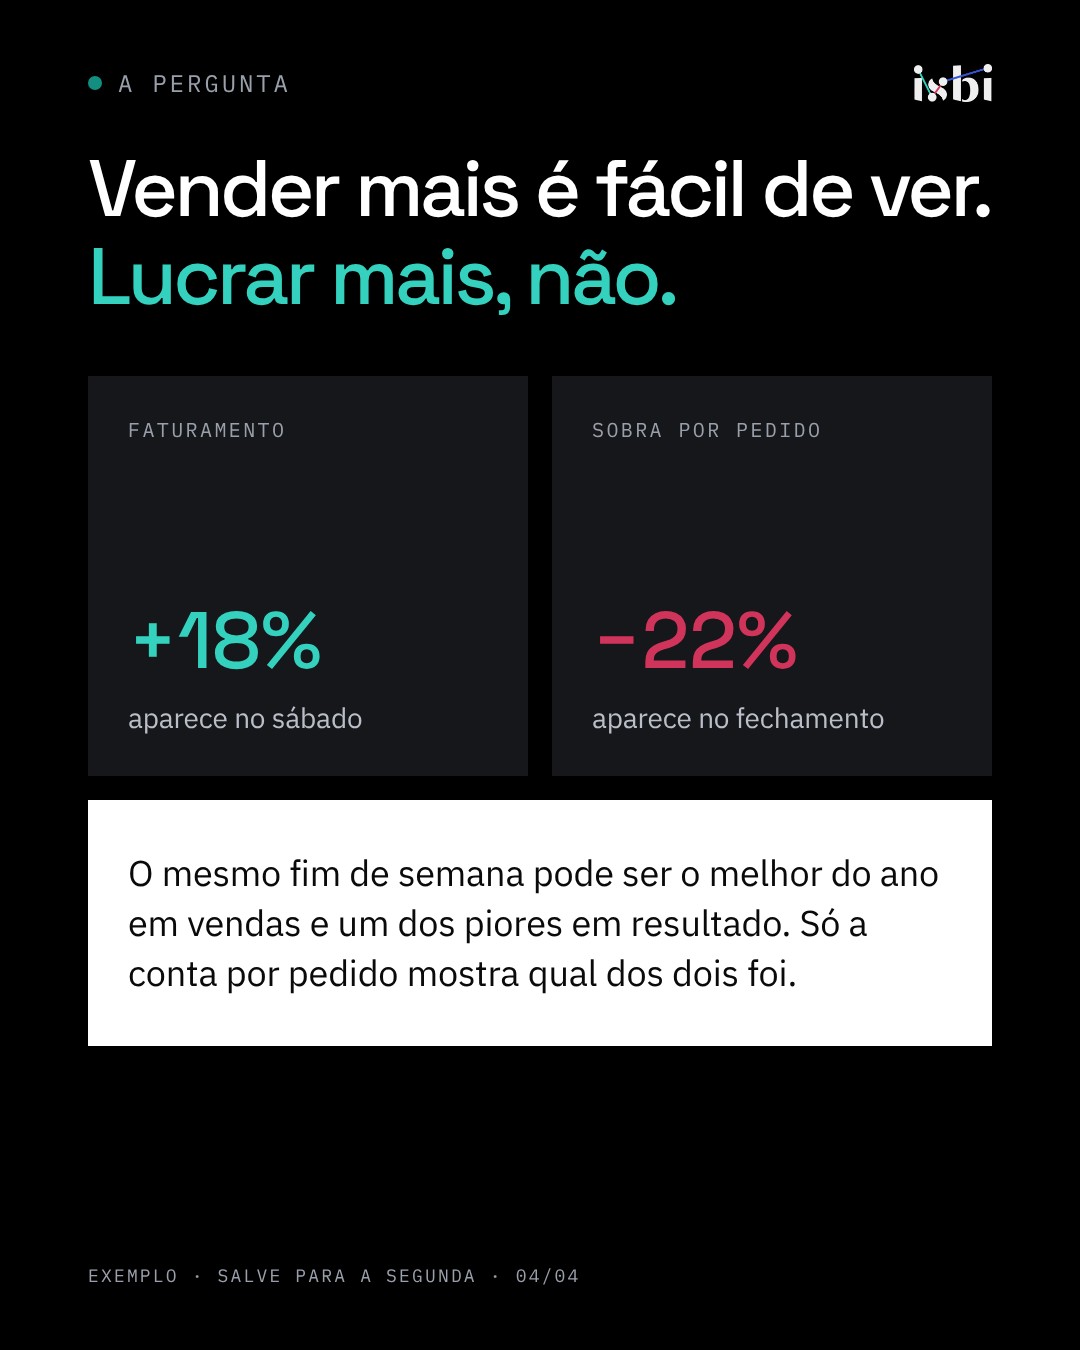 A PERGUNTA
isbi
Vender mais é fácil de ver.
Lucrar mais, não.
FATURAMENTO
SOBRA POR PEDIDO
+18%
−22%
aparece no sábado
aparece no fechamento
O mesmo fim de semana pode ser o melhor do ano
em vendas e um dos piores em resultado. Só a
conta por pedido mostra qual dos dois foi.
EXEMPLO · SALVE PARA A SEGUNDA · 04/04